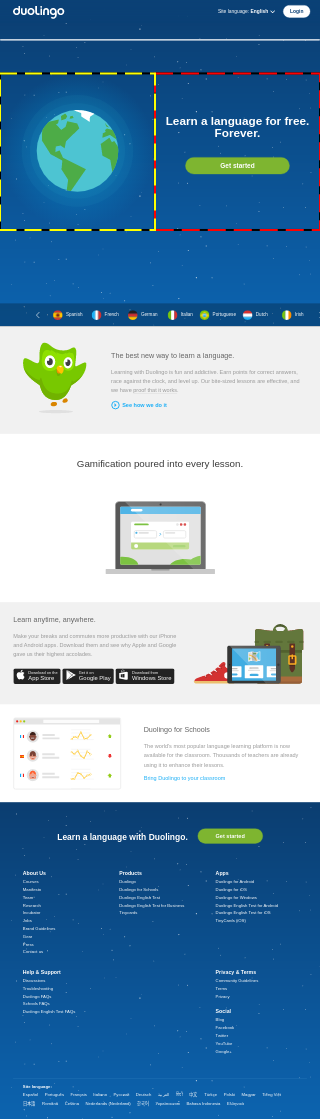 duolingo
Site language: English
Login
Learn a language for free.
Forever.
Get started
Spanish
French
German
Italian
Portuguese
Dutch
Irish
The best new way to learn a language.
Learning with Duolingo is fun and addictive. Earn points for correct answers,
race against the clock, and level up. Our bite-sized lessons are effective, and
we have proof that it works.
See how we do it
Gamification poured into every lesson.
Learn anytime, anywhere.
Make your breaks and commutes more productive with our iPhone
and Android apps. Download them and see why Apple and Google
gave us their highest accolades.
Download on the
App Store
Get it on
Google Play
Download from
Windows Store
Duolingo for Schools
The world's most popular language learning platform is now
available for the classroom. Thousands of teachers are already
using it to enhance their lessons.
Bring Duolingo to your classroom
Learn a language with Duolingo.
Get started
About Us
Courses
Manifesto
Team
Research
Incubator
Jobs
Brand Guidelines
Gear
Press
Contact us
Products
Duolingo
Duolingo for Schools
Duolingo English Test
Duolingo English Test for Business
Tinycards
Apps
Duolingo for Android
Duolingo for iOS
Duolingo for Windows
Duolingo English Test for Android
Duolingo English Test for iOS
TinyCards (iOS)
Help & Support
Discussions
Troubleshooting
Duolingo FAQs
Schools FAQs
Duolingo English Test FAQs
Privacy & Terms
Community Guidelines
Terms
Privacy
Social
Blog
Facebook
Twitter
YouTube
Google+
Site language:
Español Português Français Italiano Русский Deutsch العربية हिन्दी 中文 Türkçe Polski Magyar Tiếng Việt
日本語 Română Čeština Nederlands (Nederland) 한국어 Українською Bahasa Indonesia Ελληνικά